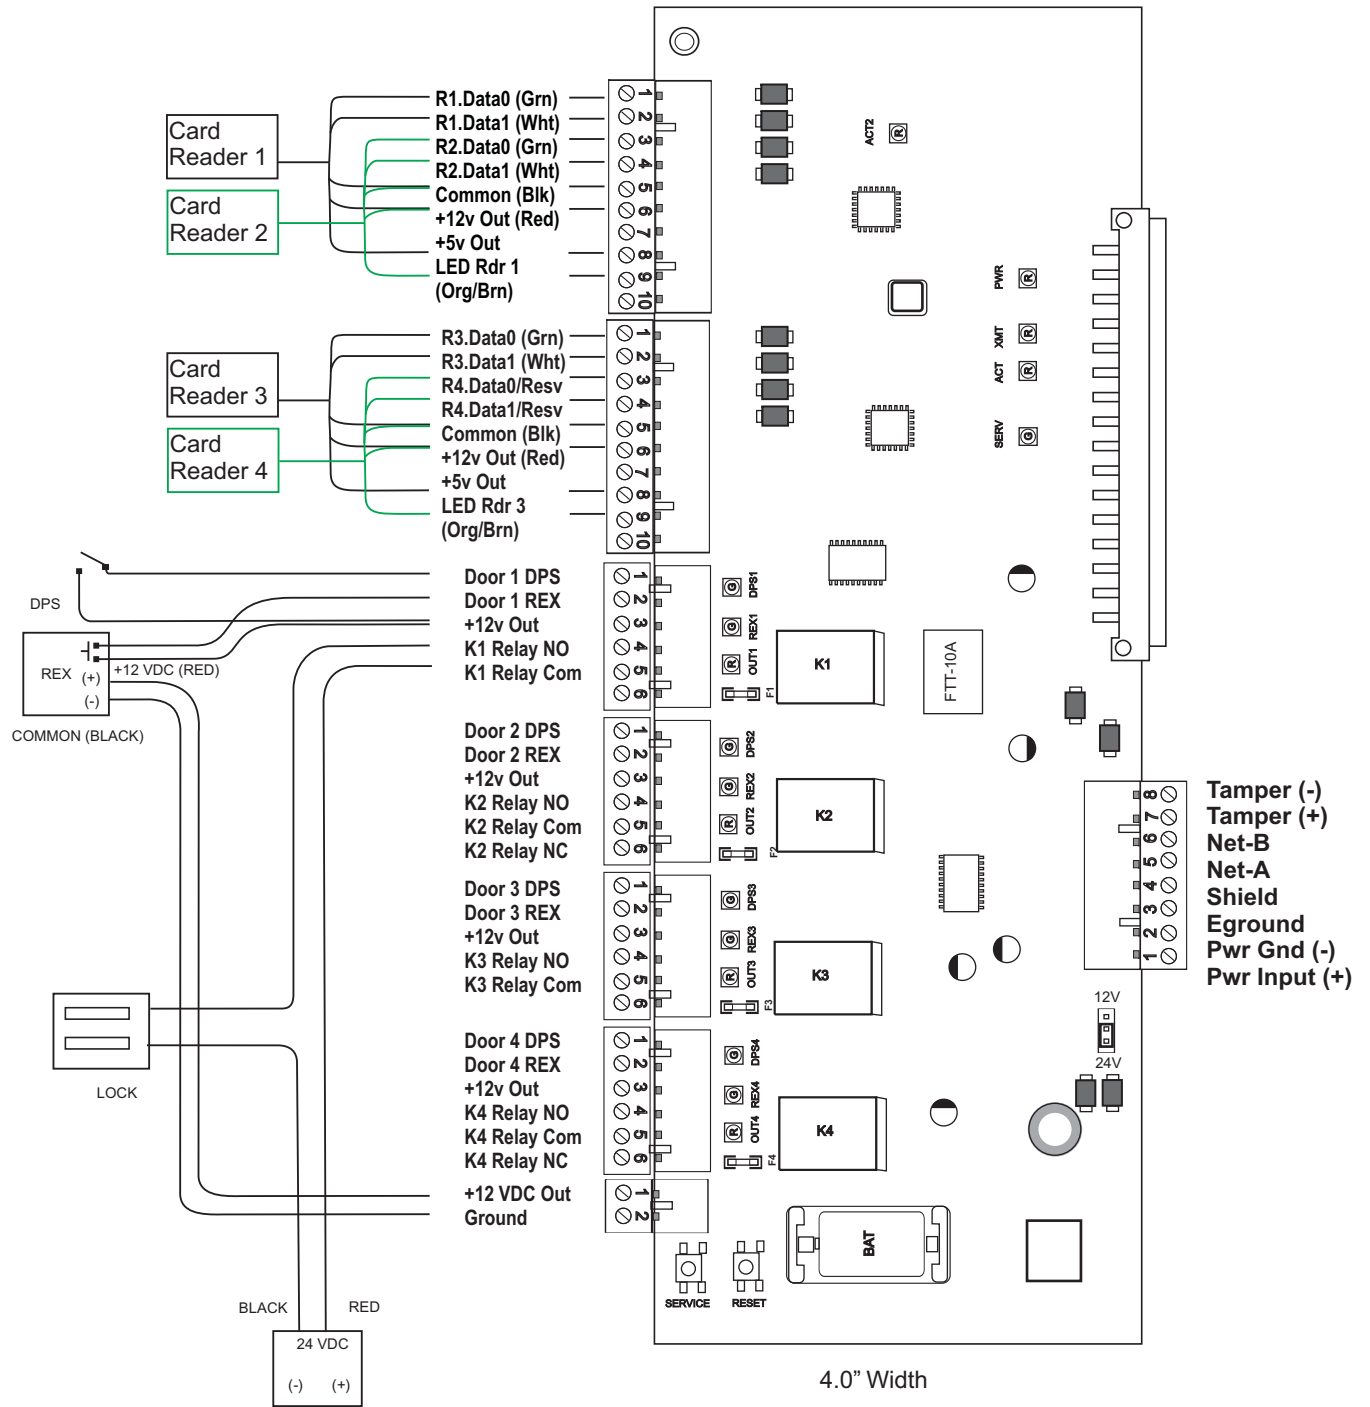 R1.Data0 (Grn)
R1.Data1 (Wht)
R2.Data0 (Grn)
R2.Data1 (Wht)
Common (Blk)
+12v Out (Red)
+5v Out
LED Rdr 1
(Org/Brn)
Card
Reader 1
Card
Reader 2
1
2
3
4
5
6
7
8
9
10
R3.Data0 (Grn)
R3.Data1 (Wht)
R4.Data0/Resv
R4.Data1/Resv
Common (Blk)
+12v Out (Red)
+5v Out
LED Rdr 3
(Org/Brn)
Card
Reader 3
Card
Reader 4
1
2
3
4
5
6
7
8
9
10
DPS
REX (+)
(-)
+12 VDC (RED)
COMMON (BLACK)
Door 1 DPS
Door 1 REX
+12v Out
K1 Relay NO
K1 Relay Com
1
2
3
4
5
6
Door 2 DPS
Door 2 REX
+12v Out
K2 Relay NO
K2 Relay Com
K2 Relay NC
1
2
3
4
5
6
Door 3 DPS
Door 3 REX
+12v Out
K3 Relay NO
K3 Relay Com
1
2
3
4
5
6
LOCK
Door 4 DPS
Door 4 REX
+12v Out
K4 Relay NO
K4 Relay Com
K4 Relay NC
1
2
3
4
5
6
+12 VDC Out
Ground
1
2
BLACK
RED
24 VDC
(-) (+)
ACT2
R
PWR
R
XMT
R
ACT
R
SERV
G
G
DPS1
G
REX1
R
OUT1
F1
K1
FTT-10A
G
DPS2
G
REX2
R
OUT2
F2
K2
G
DPS3
G
REX3
R
OUT3
F3
K3
G
DPS4
G
REX4
R
OUT4
F4
K4
8
7
6
5
4
3
2
1
Tamper (-)
Tamper (+)
Net-B
Net-A
Shield
Eground
Pwr Gnd (-)
Pwr Input (+)
12V
24V
BAT
SERVICE
RESET
4.0” Width